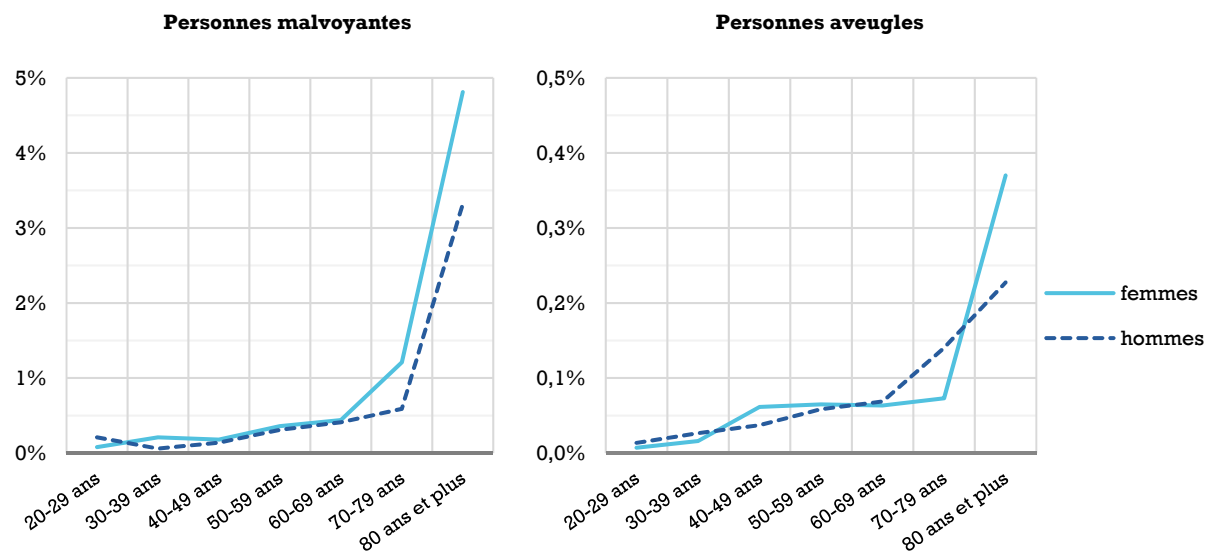 Personnes malvoyantes
5%
4%
3%
2%
1%
0%
20-29 ans
30-39 ans
40-49 ans
50-59 ans
60-69 ans
70-79 ans
80 ans et plus
Personnes aveugles
0,5%
0,4%
0,3%
0,2%
0,1%
0,0%
20-29 ans
30-39 ans
40-49 ans
50-59 ans
60-69 ans
70-79 ans
80 ans et plus
femmes
hommes